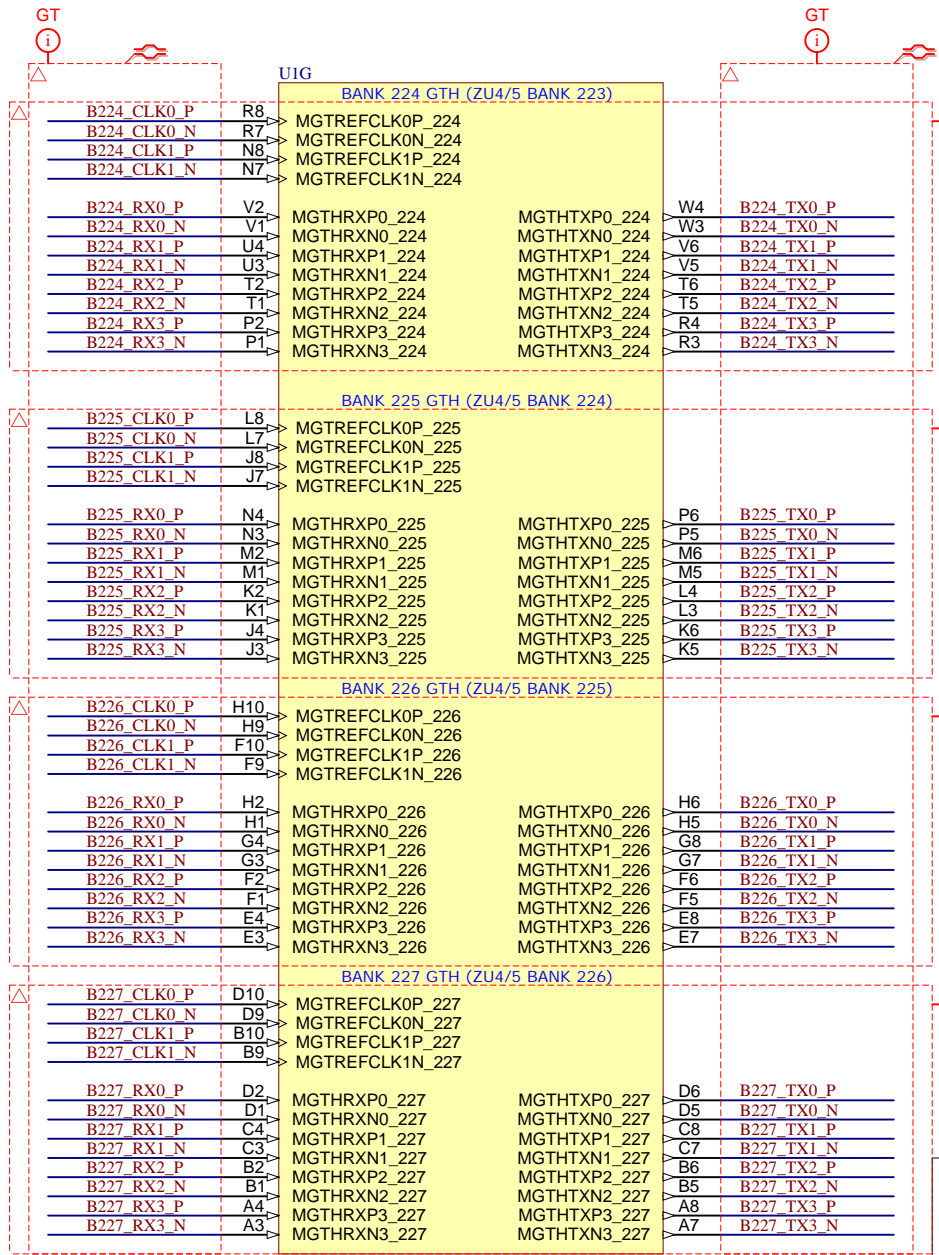 GT GT
i i
U1G
BANK 224 GTH (ZU4/5 BANK 223)
B224_CLK0_P R8 MGTREFCLK0P_224
B224_CLK0_N R7 MGTREFCLK0N_224
B224_CLK1_P N8 MGTREFCLK1P_224
B224_CLK1_N N7 MGTREFCLK1N_224
B224_RX0_P V2 MGTHRXP0_224 MGTHTXP0_224 W4 B224_TX0_P
B224_RX0_N V1 MGTHRXN0_224 MGTHTXN0_224 W3 B224_TX0_N
B224_RX1_P U4 MGTHRXP1_224 MGTHTXP1_224 V6 B224_TX1_P
B224_RX1_N U3 MGTHRXN1_224 MGTHTXN1_224 V5 B224_TX1_N
B224_RX2_P T2 MGTHRXP2_224 MGTHTXP2_224 T6 B224_TX2_P
B224_RX2_N T1 MGTHRXN2_224 MGTHTXN2_224 T5 B224_TX2_N
B224_RX3_P P2 MGTHRXP3_224 MGTHTXP3_224 R4 B224_TX3_P
B224_RX3_N P1 MGTHRXN3_224 MGTHTXN3_224 R3 B224_TX3_N
BANK 225 GTH (ZU4/5 BANK 224)
B225_CLK0_P L8 MGTREFCLK0P_225
B225_CLK0_N L7 MGTREFCLK0N_225
B225_CLK1_P J8 MGTREFCLK1P_225
B225_CLK1_N J7 MGTREFCLK1N_225
B225_RX0_P N4 MGTHRXP0_225 MGTHTXP0_225 P6 B225_TX0_P
B225_RX0_N N3 MGTHRXN0_225 MGTHTXN0_225 P5 B225_TX0_N
B225_RX1_P M2 MGTHRXP1_225 MGTHTXP1_225 M6 B225_TX1_P
B225_RX1_N M1 MGTHRXN1_225 MGTHTXN1_225 M5 B225_TX1_N
B225_RX2_P K2 MGTHRXP2_225 MGTHTXP2_225 L4 B225_TX2_P
B225_RX2_N K1 MGTHRXN2_225 MGTHTXN2_225 L3 B225_TX2_N
B225_RX3_P J4 MGTHRXP3_225 MGTHTXP3_225 K6 B225_TX3_P
B225_RX3_N J3 MGTHRXN3_225 MGTHTXN3_225 K5 B225_TX3_N
BANK 226 GTH (ZU4/5 BANK 225)
B226_CLK0_P H10 MGTREFCLK0P_226
B226_CLK0_N H9 MGTREFCLK0N_226
B226_CLK1_P F10 MGTREFCLK1P_226
B226_CLK1_N F9 MGTREFCLK1N_226
B226_RX0_P H2 MGTHRXP0_226 MGTHTXP0_226 H6 B226_TX0_P
B226_RX0_N H1 MGTHRXN0_226 MGTHTXN0_226 H5 B226_TX0_N
B226_RX1_P G4 MGTHRXP1_226 MGTHTXP1_226 G8 B226_TX1_P
B226_RX1_N G3 MGTHRXN1_226 MGTHTXN1_226 G7 B226_TX1_N
B226_RX2_P F2 MGTHRXP2_226 MGTHTXP2_226 F6 B226_TX2_P
B226_RX2_N F1 MGTHRXN2_226 MGTHTXN2_226 F5 B226_TX2_N
B226_RX3_P E4 MGTHRXP3_226 MGTHTXP3_226 E8 B226_TX3_P
B226_RX3_N E3 MGTHRXN3_226 MGTHTXN3_226 E7 B226_TX3_N
BANK 227 GTH (ZU4/5 BANK 226)
B227_CLK0_P D10 MGTREFCLK0P_227
B227_CLK0_N D9 MGTREFCLK0N_227
B227_CLK1_P B10 MGTREFCLK1P_227
B227_CLK1_N B9 MGTREFCLK1N_227
B227_RX0_P D2 MGTHRXP0_227 MGTHTXP0_227 D6 B227_TX0_P
B227_RX0_N D1 MGTHRXN0_227 MGTHTXN0_227 D5 B227_TX0_N
B227_RX1_P C4 MGTHRXP1_227 MGTHTXP1_227 C8 B227_TX1_P
B227_RX1_N C3 MGTHRXN1_227 MGTHTXN1_227 C7 B227_TX1_N
B227_RX2_P B2 MGTHRXP2_227 MGTHTXP2_227 B6 B227_TX2_P
B227_RX2_N B1 MGTHRXN2_227 MGTHTXN2_227 B5 B227_TX2_N
B227_RX3_P A4 MGTHRXP3_227 MGTHTXP3_227 A8 B227_TX3_P
B227_RX3_N A3 MGTHRXN3_227 MGTHTXN3_227 A7 B227_TX3_N